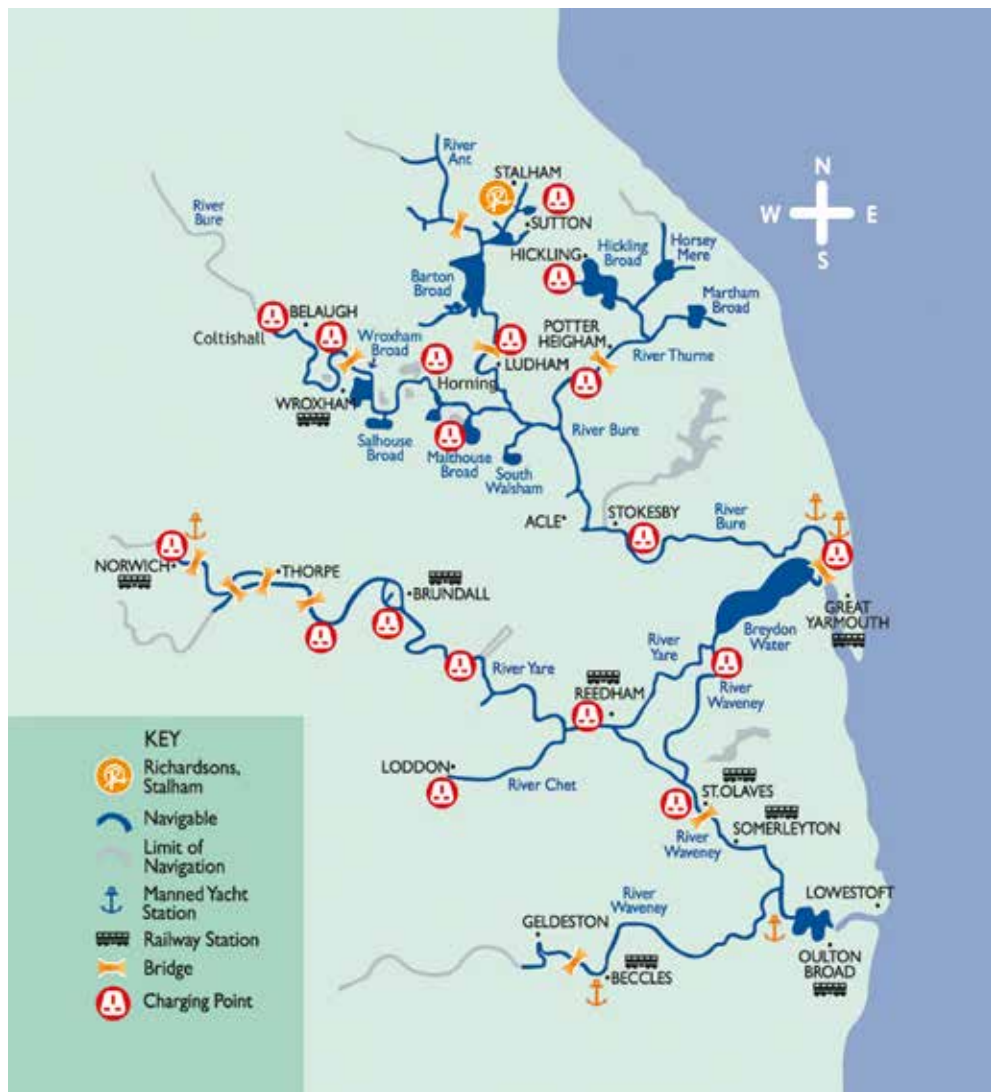 N
W E
S
River
Ant
STALHAM
SUTTON
River
Bure
HICKLING
Hickling
Broad
Horsey
Mere
Barton
Broad
Martham
Broad
BELAUGH
Coltishall
Wroxham
Broad
POTTER
HEIGHAM
LUDHAM
River Thurne
Horning
WROXHAM
Salhouse
Broad
Malthouse
Broad
South
Walsham
River Bure
ACLE
STOKESBY
River
Bure
NORWICH
THORPE
BRUNDALL
GREAT
YARMOUTH
Breydon
Water
River
Yare
River Yare
REEDHAM
River
Waveney
LODDON
River Chet
ST.OLAVES
SOMERLEYTON
River
Waveney
River
Waveney
LOWESTOFT
GELDESTON
BECCLES
OULTON
BROAD
KEY
Richardsons,
Stalham
Navigable
Limit of
Navigation
Manned Yacht
Station
Railway Station
Bridge
Charging Point